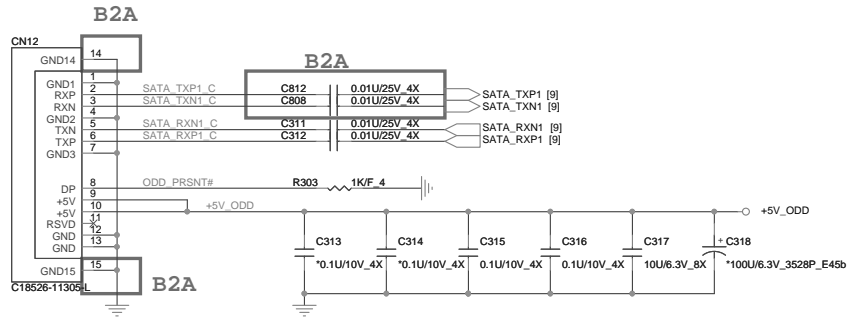 B2A
CN12
GND14 14
B2A
GND1 1
RXP 2 SATA_TXP1_C C812 0.01U/25V_4X SATA_TXP1 [9]
RXN 3 SATA_TXN1_C C808 0.01U/25V_4X SATA_TXN1 [9]
GND2 4
TXN 5 SATA_RXN1_C C311 0.01U/25V_4X SATA_RXN1 [9]
TXP 6 SATA_RXP1_C C312 0.01U/25V_4X SATA_RXP1 [9]
GND3 7
DP 8 ODD_PRSNT# R303 1K/F_4
+5V 9
+5V 10 +5V_ODD +5V_ODD
RSVD 11
GND 12
GND 13
C313 C314 C315 C316 C317 + C318
*0.1U/10V_4X *0.1U/10V_4X 0.1U/10V_4X 0.1U/10V_4X 10U/6.3V_8X *100U/6.3V_3528P_E45b
GND15 15
B2A
C18526-11305-L